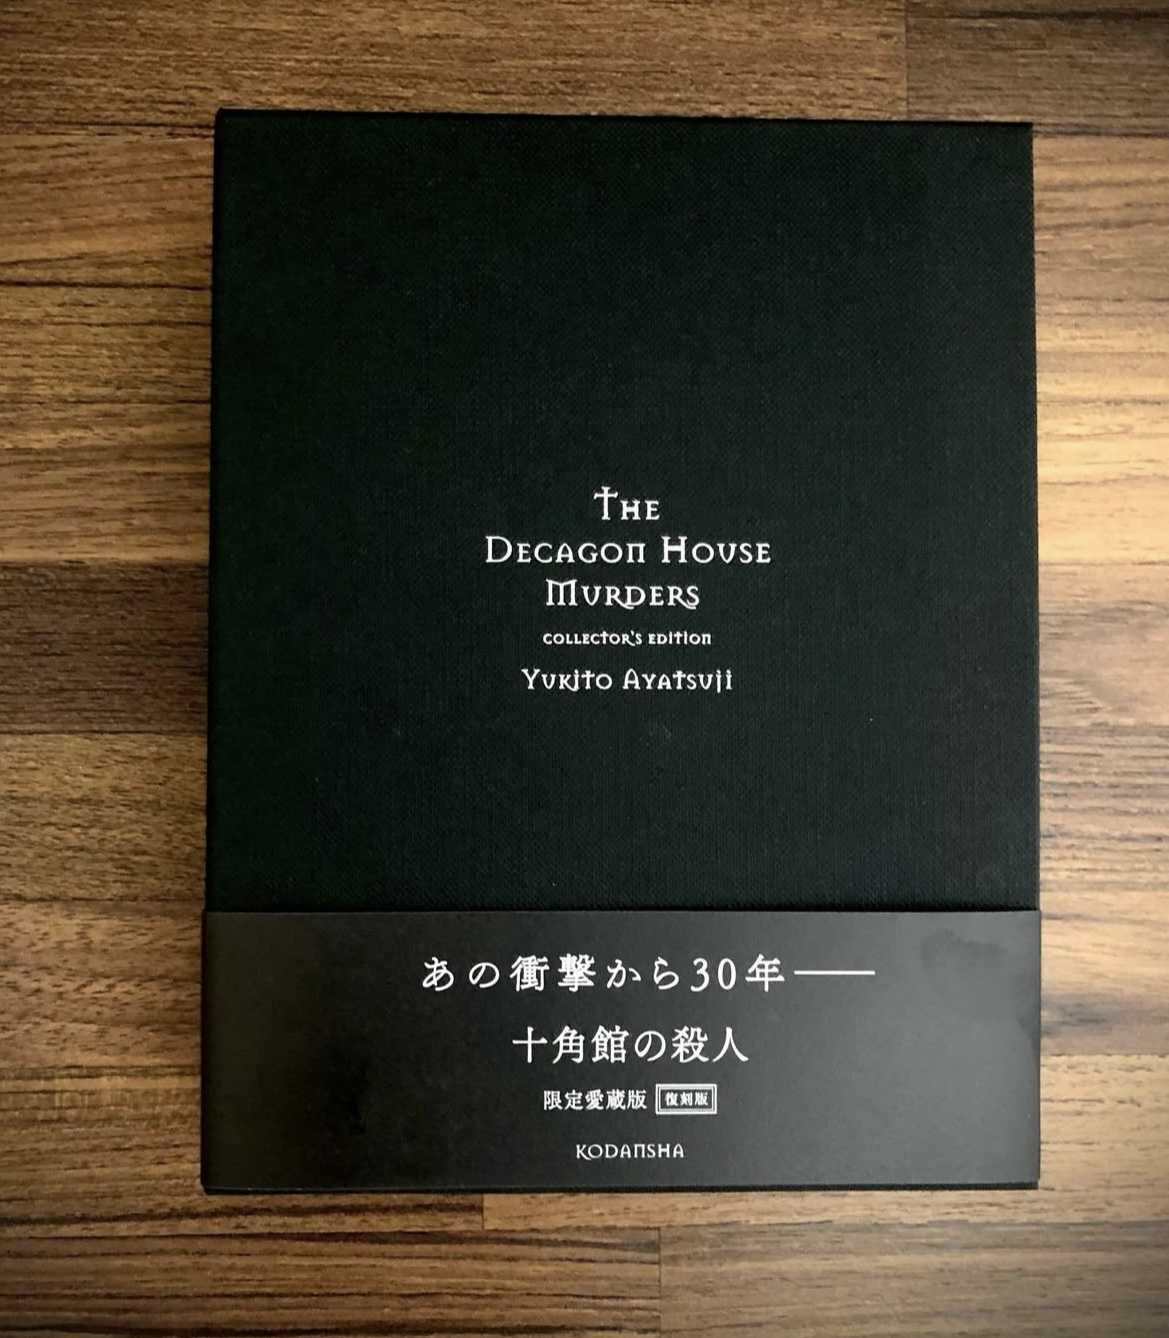 The
Decagon House
Murders
collector's edition
Yukito Ayatsuji
あの衝撃から30年――
十角館の殺人
限定愛蔵版 復刻版
KODANSHA